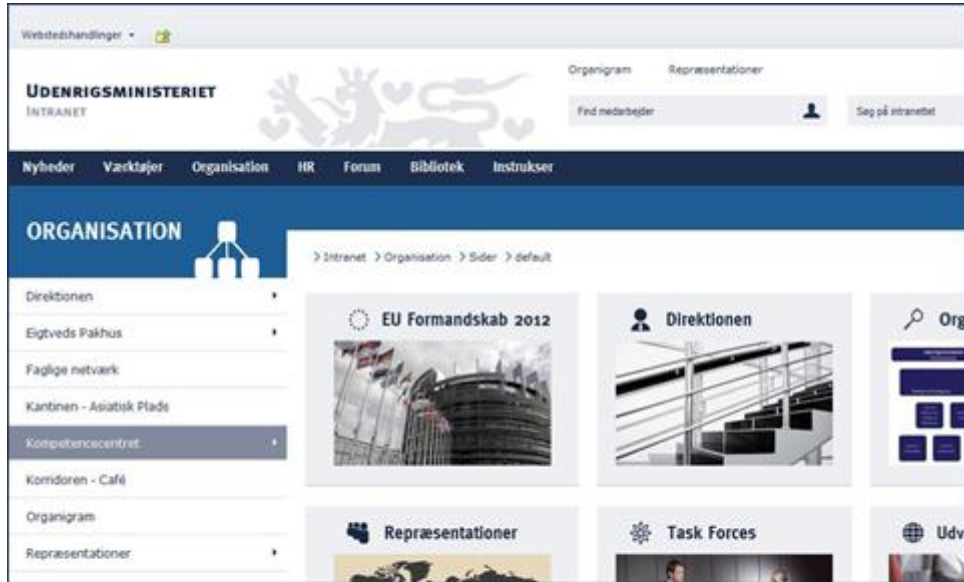 Webstedshandlinger
Organigram Repræsentationer
UDENRIGSMINISTERIET
INTRANET
Find medarbejder
Søg på intranettet
Nyheder Værktøjer Organisation HR Forum Bibliotek Instrukser
ORGANISATION
Intranet Organisation Sider default
Direktionen
Eigtveds Pakhus
Faglige netværk
Kantinen - Asiatisk Plads
Kompetencecentret
Korridoren - Café
Organigram
Repræsentationer
EU Formandskab 2012
Direktionen
Org
Repræsentationer
Task Forces
Udv